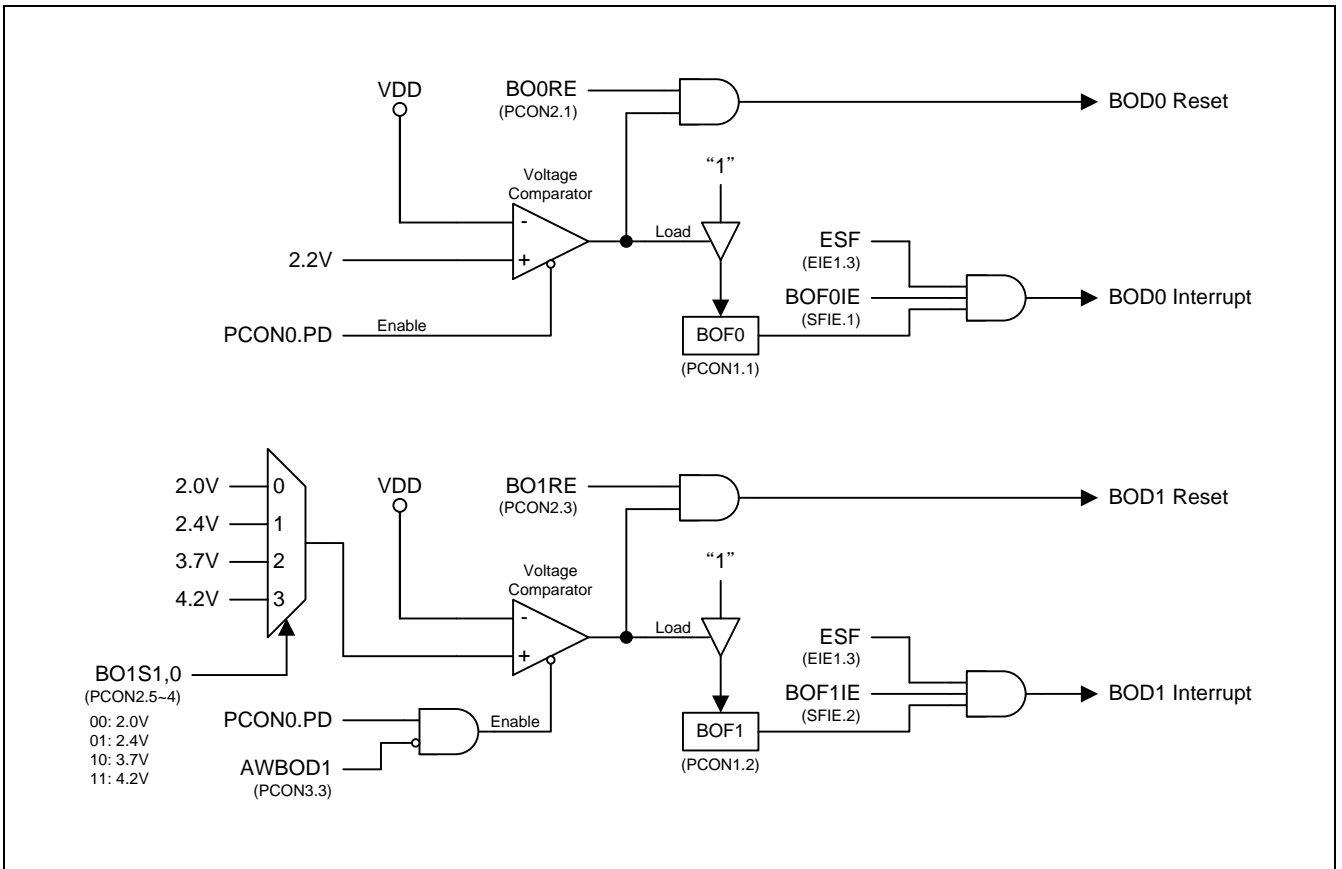 VDD
BO0RE
(PCON2.1)
BOD0 Reset
Voltage
Comparator
“1”
-
+
Load
2.2V
ESF
(EIE1.3)
BOF0IE
(SFIE.1)
BOD0 Interrupt
PCON0.PD
Enable
BOF0
(PCON1.1)
2.0V
0
2.4V
1
3.7V
2
4.2V
3
VDD
BO1RE
(PCON2.3)
BOD1 Reset
Voltage
Comparator
“1”
-
+
Load
ESF
(EIE1.3)
BOF1IE
(SFIE.2)
BOD1 Interrupt
BO1S1,0
(PCON2.5~4)
00: 2.0V
01: 2.4V
10: 3.7V
11: 4.2V
PCON0.PD
Enable
AWBOD1
(PCON3.3)
BOF1
(PCON1.2)